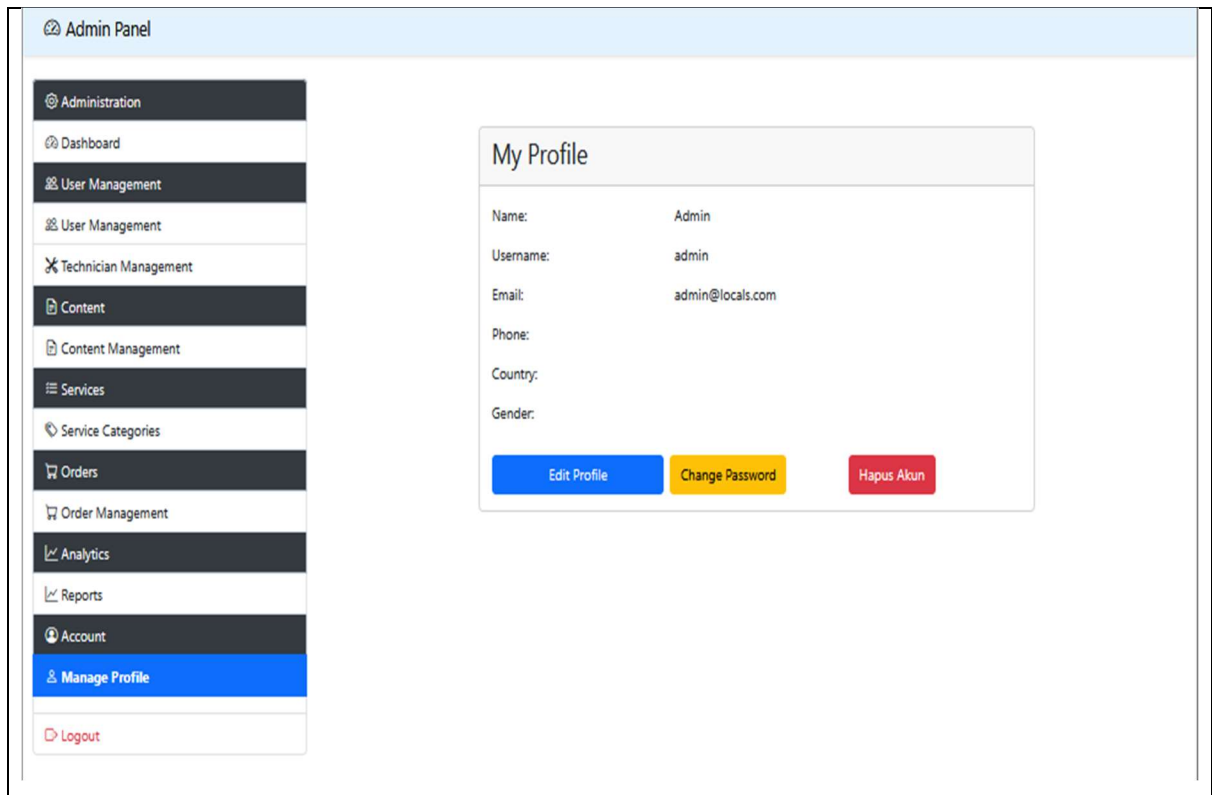 Admin Panel
Administration
Dashboard
User Management
User Management
Technician Management
Content
Content Management
Services
Service Categories
Orders
Order Management
Analytics
Reports
Account
Manage Profile
Logout
My Profile
Name: Admin
Username: admin
Email: admin@locals.com
Phone:
Country:
Gender:
Edit Profile Change Password Hapus Akun